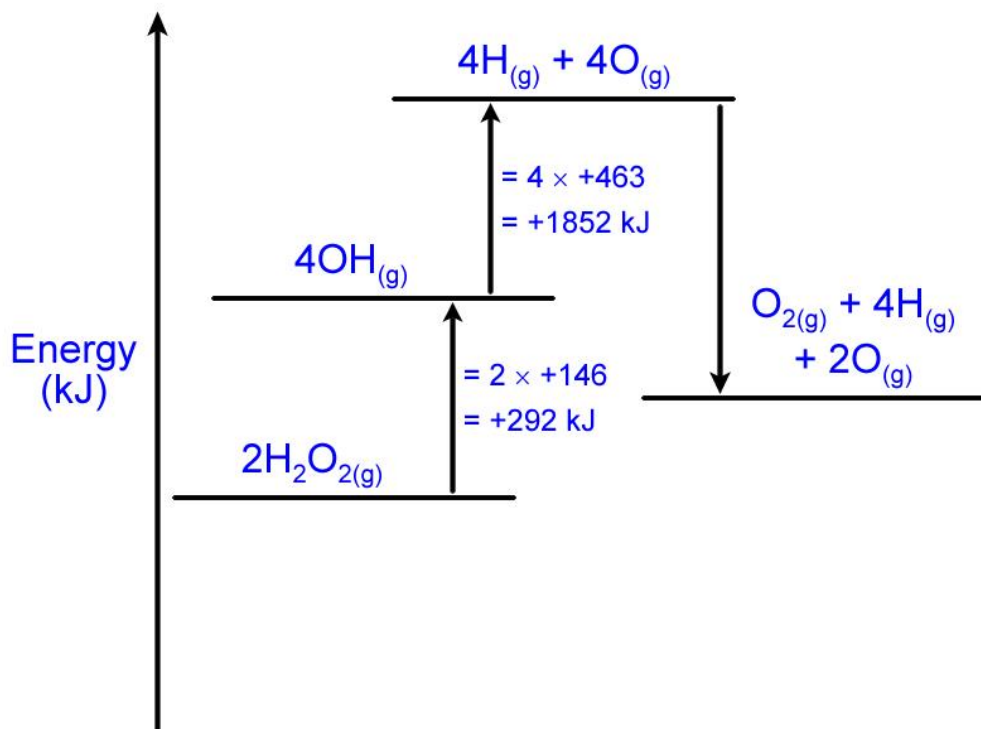 4H(g) + 4O(g)
= 4 × +463
= +1852 kJ
4OH(g)
O2(g) + 4H(g)
+ 2O(g)
Energy
(kJ)
= 2 × +146
= +292 kJ
2H2O2(g)